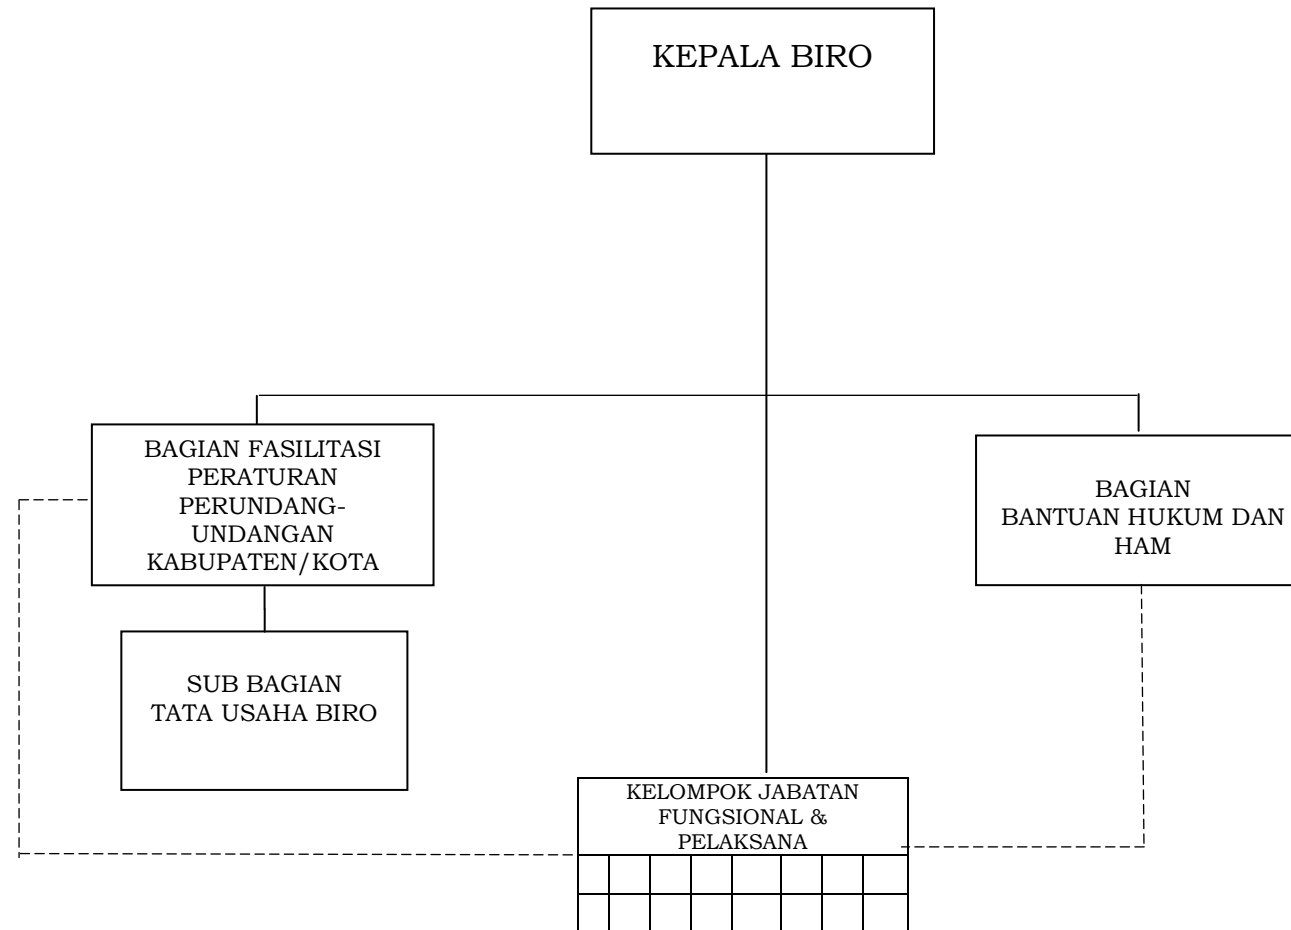 KEPALA BIRO
BAGIAN FASILITASI
PERATURAN
PERUNDANG-
UNDANGAN
KABUPATEN/KOTA
BAGIAN
BANTUAN HUKUM DAN
HAM
SUB BAGIAN
TATA USAHA BIRO
KELOMPOK JABATAN
FUNGSIONAL &
PELAKSANA